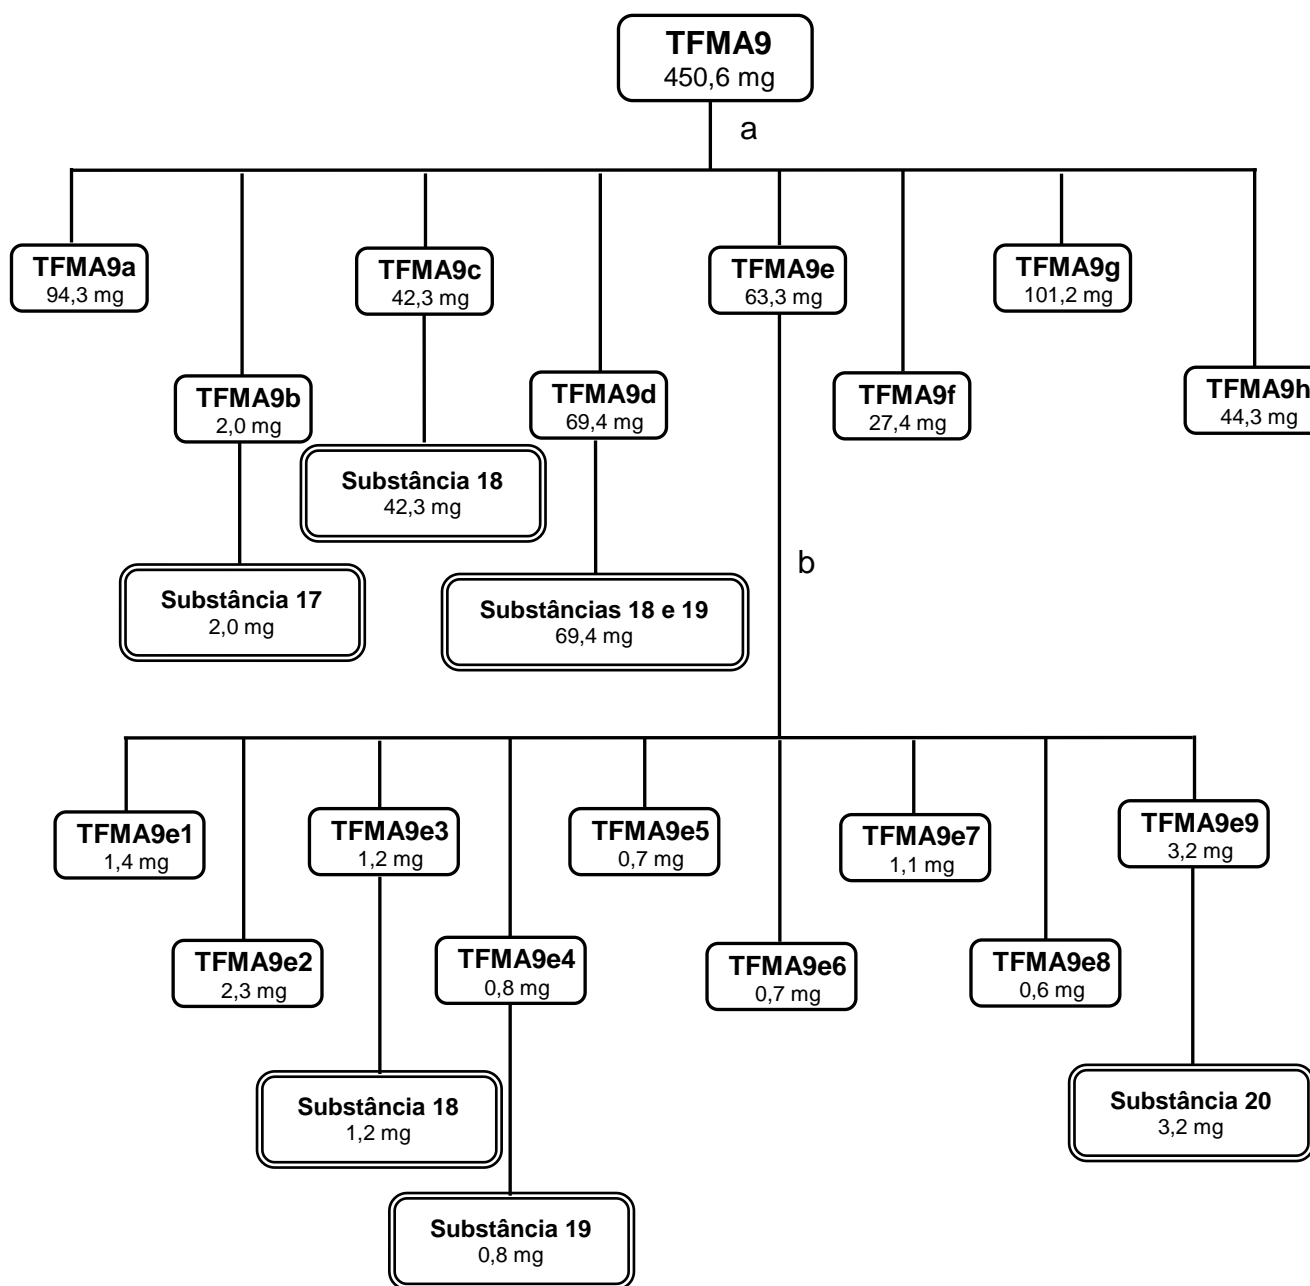 TFMA9
450,6 mg
a
TFMA9a
94,3 mg
TFMA9c
42,3 mg
TFMA9e
63,3 mg
TFMA9g
101,2 mg
TFMA9b
2,0 mg
TFMA9d
69,4 mg
TFMA9f
27,4 mg
TFMA9h
44,3 mg
Substância 18
42,3 mg
b
Substância 17
2,0 mg
Substâncias 18 e 19
69,4 mg
TFMA9e1
1,4 mg
TFMA9e3
1,2 mg
TFMA9e5
0,7 mg
TFMA9e7
1,1 mg
TFMA9e9
3,2 mg
TFMA9e2
2,3 mg
TFMA9e4
0,8 mg
TFMA9e6
0,7 mg
TFMA9e8
0,6 mg
Substância 18
1,2 mg
Substância 20
3,2 mg
Substância 19
0,8 mg